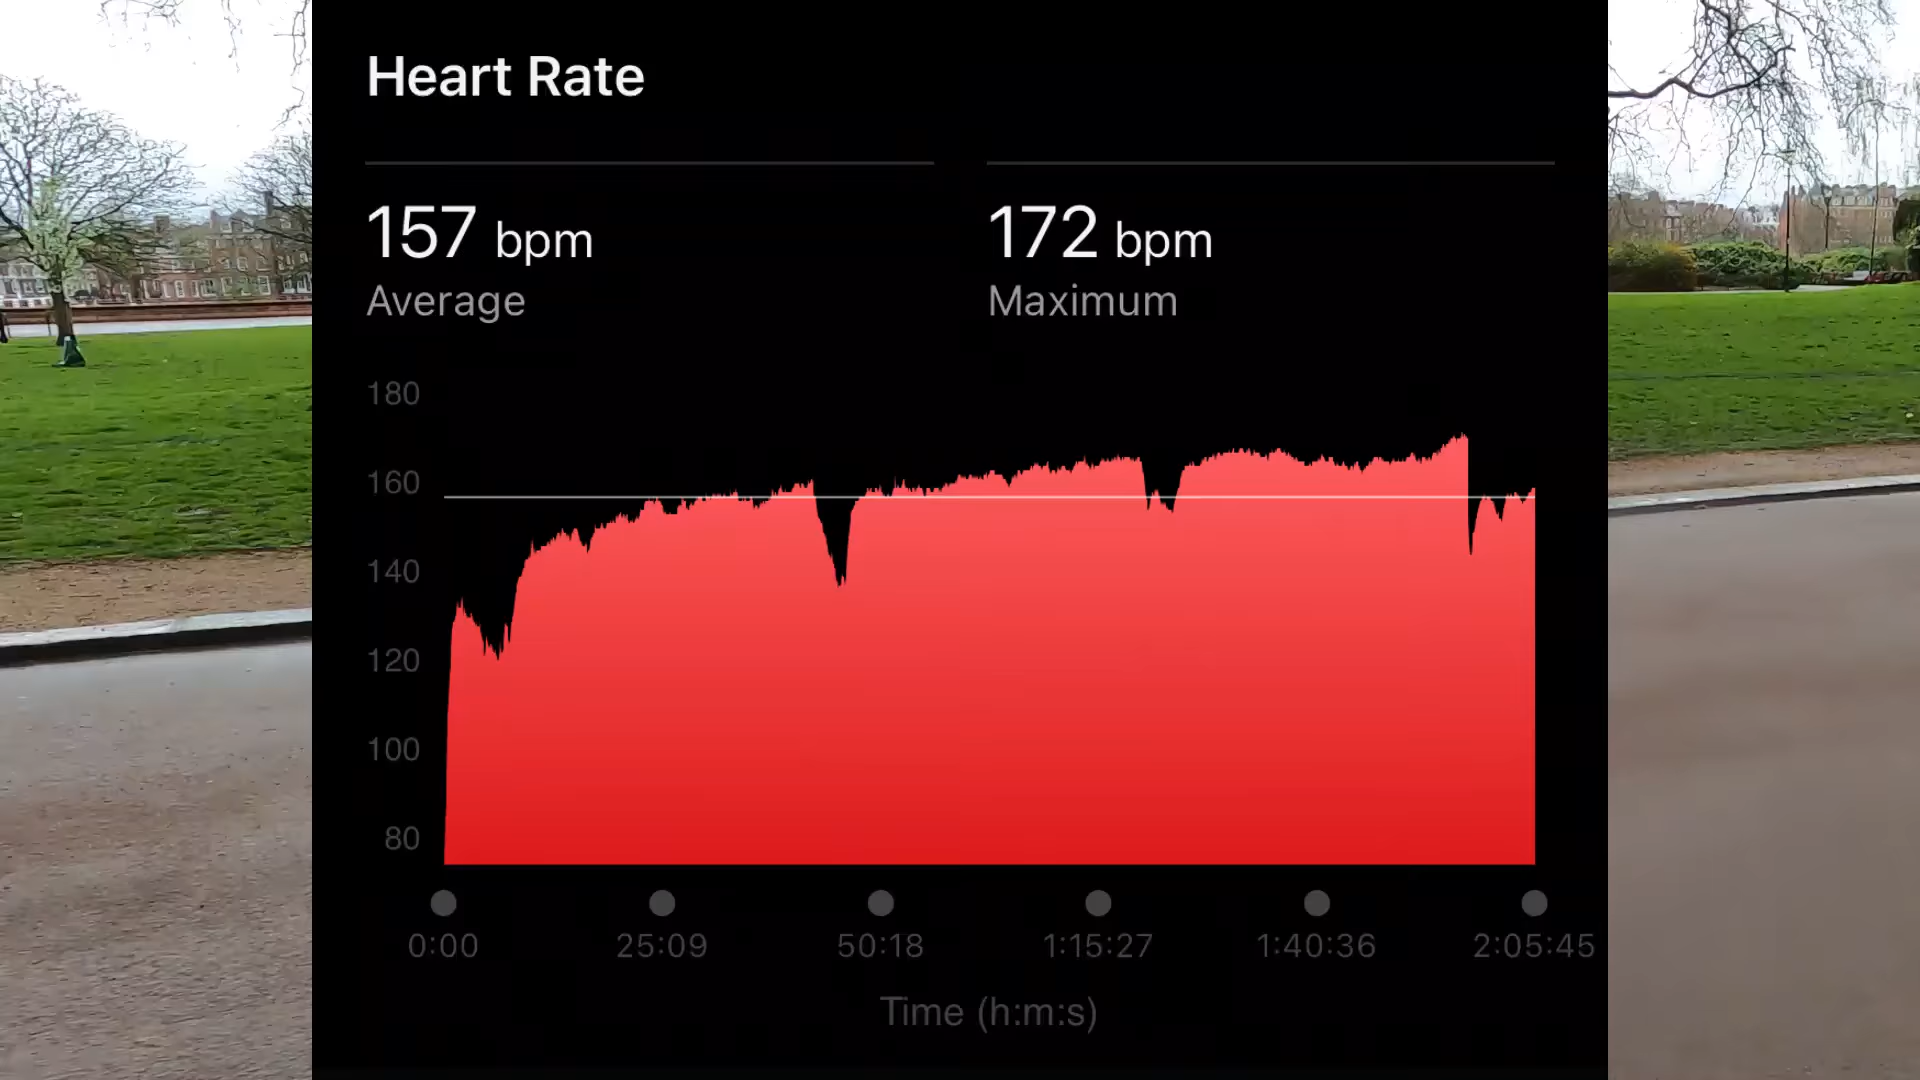 Heart Rate
157 bpm
Average
172 bpm
Maximum
180
160
140
120
100
80
0:00 25:09 50:18 1:15:27 1:40:36 2:05:45
Time (h:m:s)